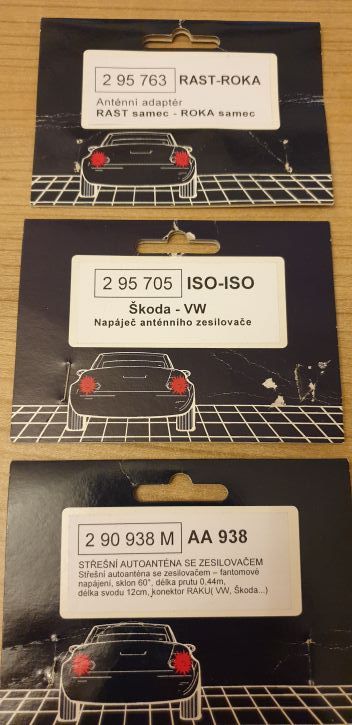 2 95 763 RAST-ROKA
Anténní adaptér
RAST samec - ROKA samec
2 95 705 ISO-ISO
Škoda - VW
Napáječ anténního zesilovače
2 90 938 M AA 938
STŘEŠNÍ AUTOANTÉNA SE ZESILOVAČEM
Střešní autoanténa se zesilovačem – fantomové
napájení, sklon 60°, délka prutu 0,44m,
délka svodu 12cm, konektor RAKU( VW, Škoda...)